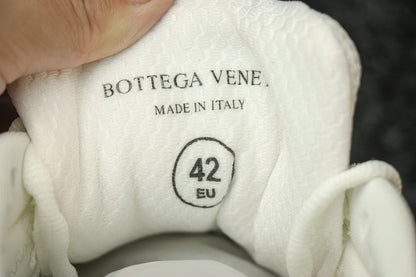 BOTTEGA VENE
MADE IN ITALY
42
EU